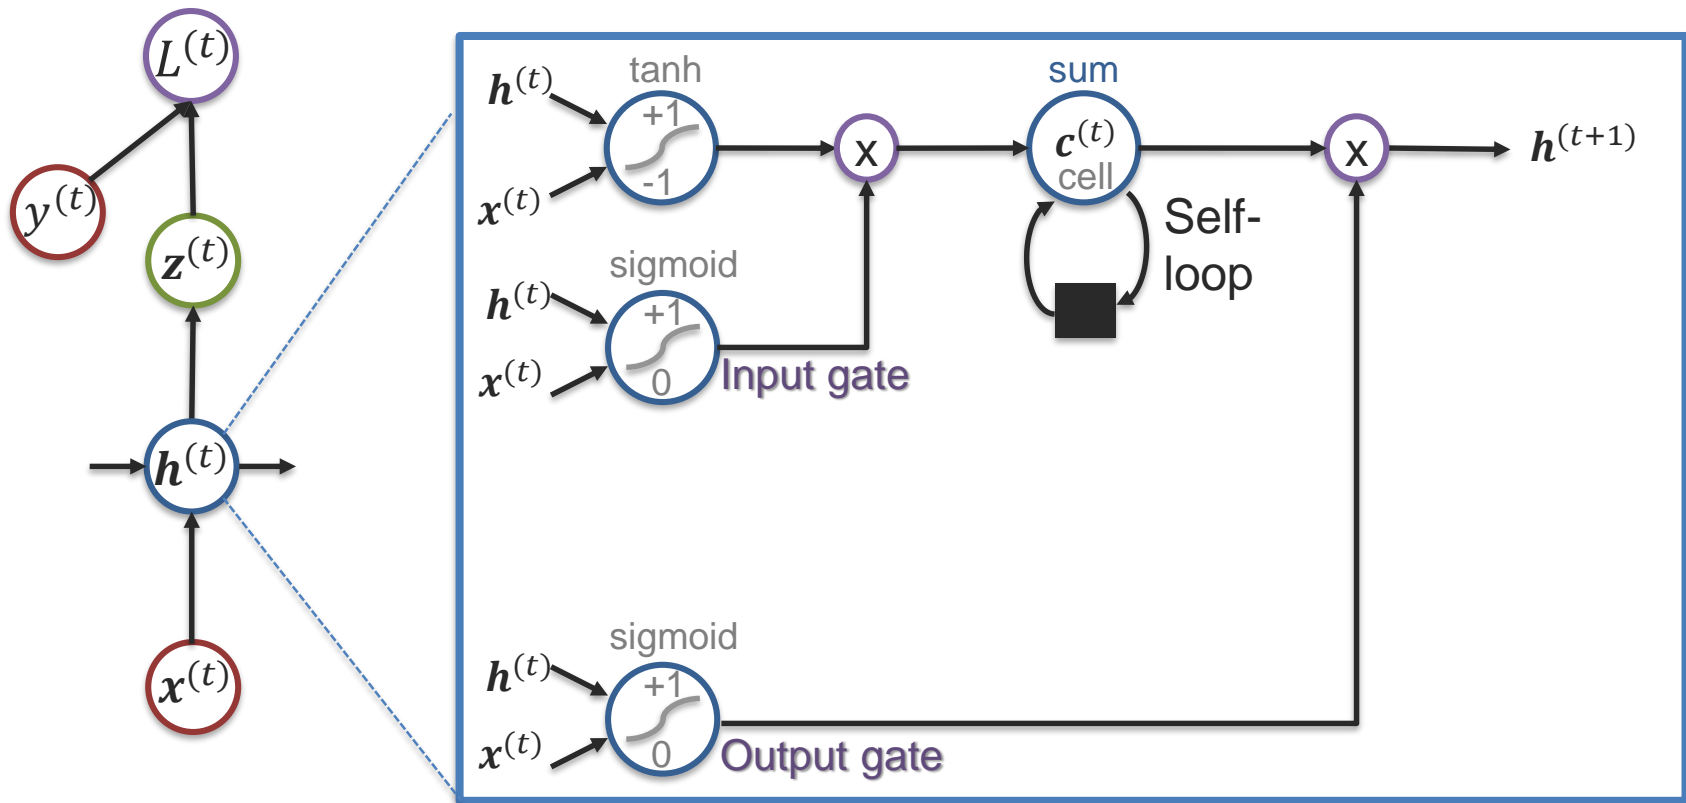 L^(t)
y^(t)
z^(t)
h^(t)
x^(t)
tanh
h^(t)
+1
-1
x^(t)
x
sum
c^(t)
cell
x
h^(t+1)
Self-
loop
sigmoid
h^(t)
+1
0
x^(t)
Input gate
sigmoid
h^(t)
+1
0
x^(t)
Output gate